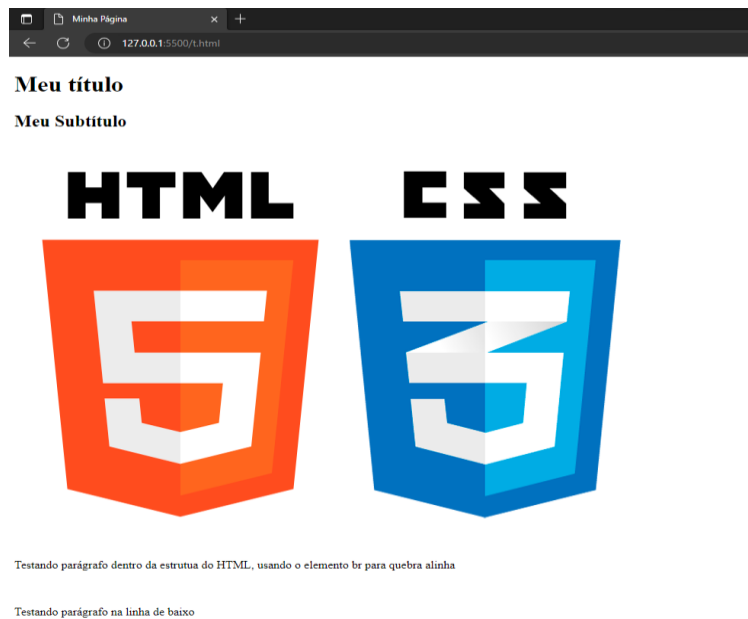 Minha Página
127.0.0.1:5500/t.html
Meu título
Meu Subtítulo
HTML CSS
5 3
Testando parágrafo dentro da estrutua do HTML, usando o elemento br para quebra alinha
Testando parágrafo na linha de baixo